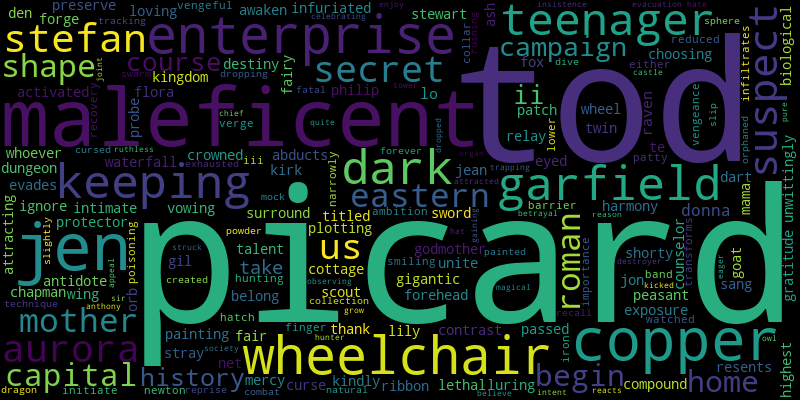 den
preserve
loving
vengeful
awaken
infuriated
stewart
ash
teenager
tracking
celebrating
enjoy
insistence
evacuation
hate
stefan
forge
enterprise
collar
campaign
choosing
sphere
reduced
shape
course
destiny
secret
fox
dive
either
castle
suspect
biological
kingdom
swarm
dropping
fairy
infiltrates
activated
flora
fatal
tower
philip
lo
ii
raven
wheel
vengeance
slip
recovery
joint
probe
maleficent
tod
patch
twin
orphaned
pure
cursed
ruthless
chief
verge
quite
dropped
relay
lower
whoever
waterfall
exhausted
crowned
iii
forever
organ
trapping
eyed
te
patty
dungeon
evades
abducts
kirk
narrowly
dark
jean
attracted
garfield
dart
mama
unwittingly
keeping
mock
eastern
barrier
harmony
donna
gratitude
ignore
intimate
vowing
surround
titled
ambition
sword
betrayal
reason
attracting
protector
plotting
hat
gaining
roman
importance
shorty
counselor
transforms
slightly
poisoning
powder
talent
us
godmother
painted
destroyer
eager
goat
jen
struck
take
cottage
smiling
unite
jon
band
sang
antidote
gil
created
hunting
observing
scout
gigantic
magical
kicked
peasant
chapman
wing
orb
appeal
belong
collection
forehead
picard
iron
exposure
technique
sir
anthony
hatch
grow
recall
watched
mother
painting
fair
finger
thank
lily
contrast
passed
copper
owl
aurora
stray
society
net
hunter
wheelchair
resents
highest
capital
history
mercy
kindly
begin
compound
home
dragon
initiate
newton
reprise
combat
curse
natural
ribbon
lethal
luring
believe
intent
reacts